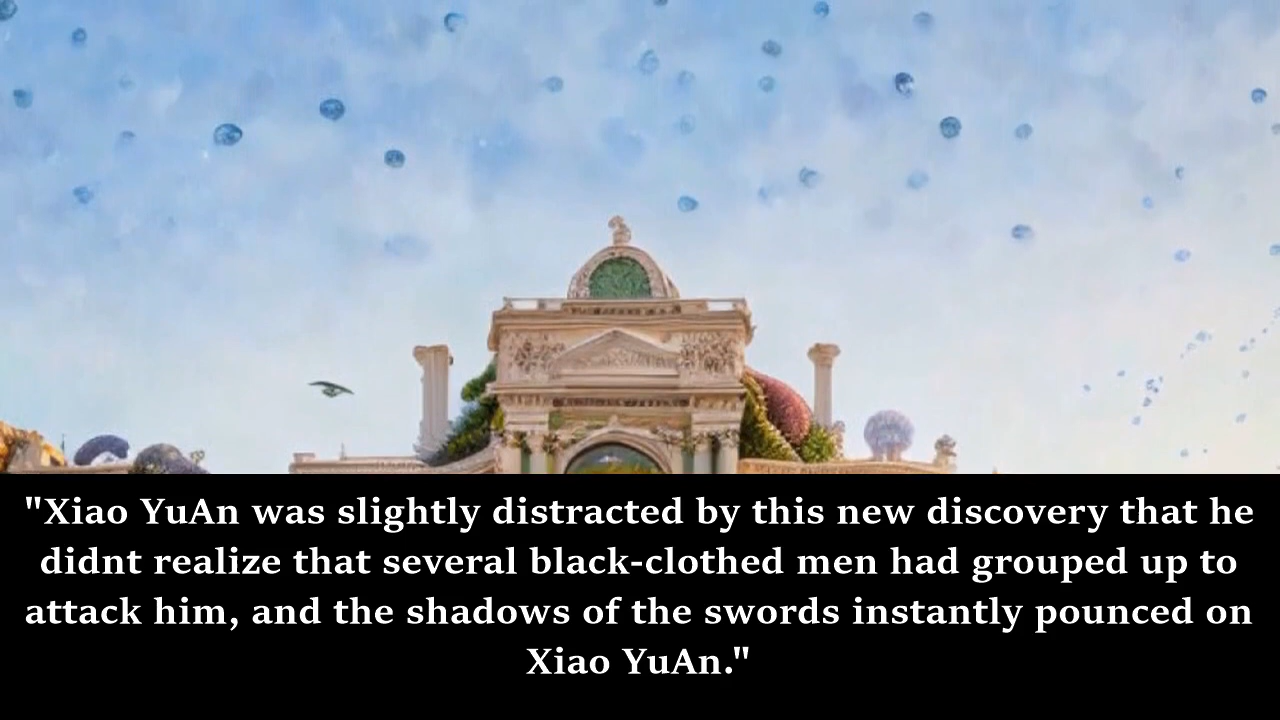 "Xiao YuAn was slightly distracted by this new discovery that he
didnt realize that several black-clothed men had grouped up to
attack him, and the shadows of the swords instantly pounced on
Xiao YuAn."